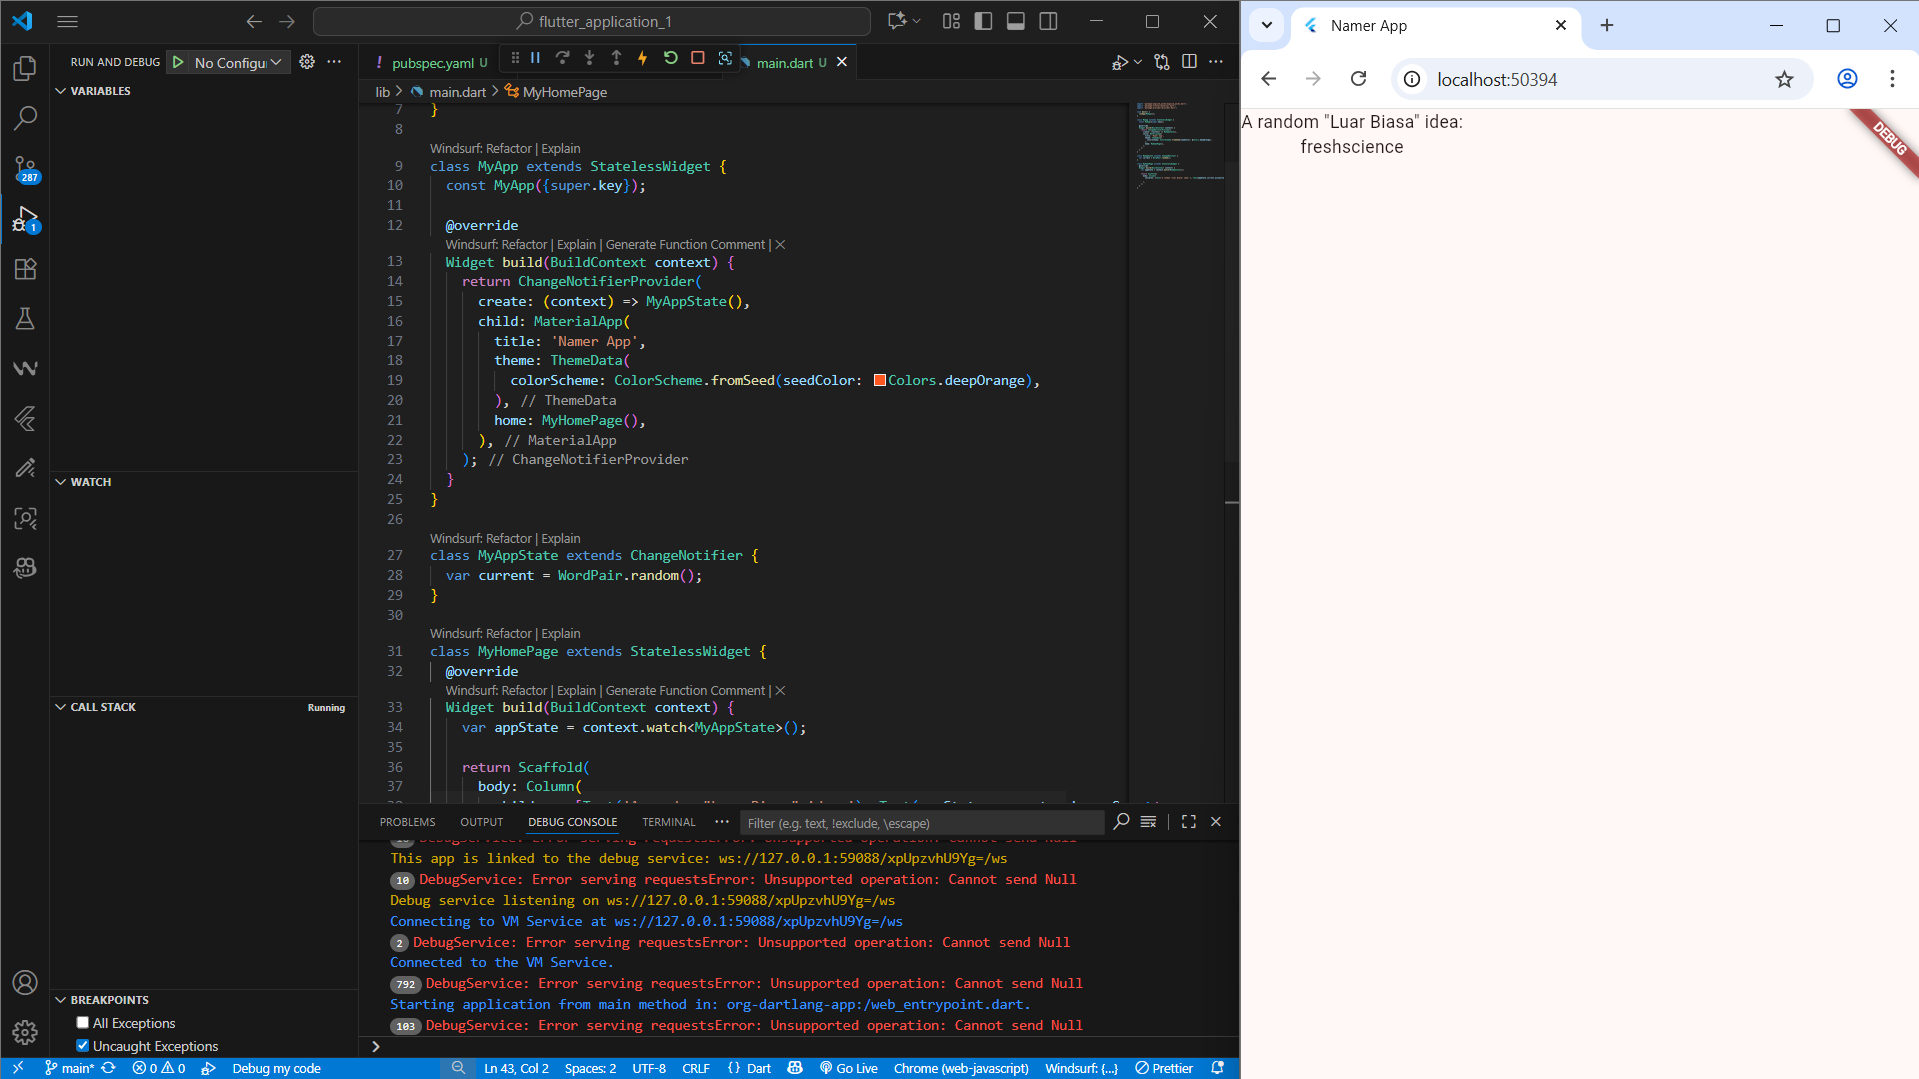 flutter_application_1
RUN AND DEBUG
No Configu
VARIABLES
WATCH
CALL STACK
Running
BREAKPOINTS
All Exceptions
Uncaught Exceptions
287
1
pubspec.yaml U
main.dart U
lib > main.dart > MyHomePage
7 }
8
Windsurf: Refactor | Explain
9 class MyApp extends StatelessWidget {
10 const MyApp({super.key});
11
12 @override
Windsurf: Refactor | Explain | Generate Function Comment | ×
13 Widget build(BuildContext context) {
14 return ChangeNotifierProvider(
15 create: (context) => MyAppState(),
16 child: MaterialApp(
17 title: 'Namer App',
18 theme: ThemeData(
19 colorScheme: ColorScheme.fromSeed(seedColor: Colors.deepOrange),
20 ), // ThemeData
21 home: MyHomePage(),
22 ), // MaterialApp
23 ); // ChangeNotifierProvider
24 }
25 }
26
Windsurf: Refactor | Explain
27 class MyAppState extends ChangeNotifier {
28 var current = WordPair.random();
29 }
30
Windsurf: Refactor | Explain
31 class MyHomePage extends StatelessWidget {
32 @override
Windsurf: Refactor | Explain | Generate Function Comment | ×
33 Widget build(BuildContext context) {
34 var appState = context.watch<MyAppState>();
35
36 return Scaffold(
37 body: Column(
PROBLEMS OUTPUT DEBUG CONSOLE TERMINAL ···
Filter (e.g. text, !exclude, \escape)
DebugService: Error serving requestsError: Unsupported operation: Cannot send Null
This app is linked to the debug service: ws://127.0.0.1:59088/xpUpzvhU9Yg=/ws
10 DebugService: Error serving requestsError: Unsupported operation: Cannot send Null
Debug service listening on ws://127.0.0.1:59088/xpUpzvhU9Yg=/ws
Connecting to VM Service at ws://127.0.0.1:59088/xpUpzvhU9Yg=/ws
2 DebugService: Error serving requestsError: Unsupported operation: Cannot send Null
Connected to the VM Service.
792 DebugService: Error serving requestsError: Unsupported operation: Cannot send Null
Starting application from main method in: org-dartlang-app:/web_entrypoint.dart.
103 DebugService: Error serving requestsError: Unsupported operation: Cannot send Null
>
main* 0 0 Debug my code Ln 43, Col 2 Spaces: 2 UTF-8 CRLF {} Dart Go Live Chrome (web-javascript) Windsurf: {...} Prettier
Namer App
localhost:50394
A random "Luar Biasa" idea:
freshscience
DEBUG